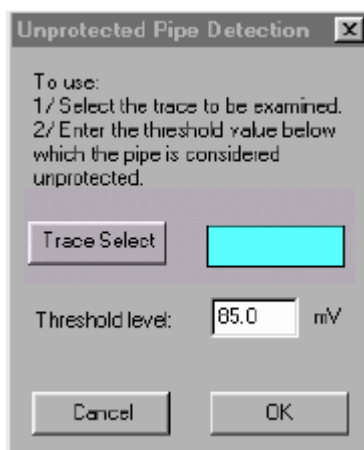 Unprotected Pipe Detection
To use:
1/ Select the trace to be examined.
2/ Enter the threshold value below
which the pipe is considered
unprotected.
Trace Select
Threshold level: 85.0 mV
Cancel OK